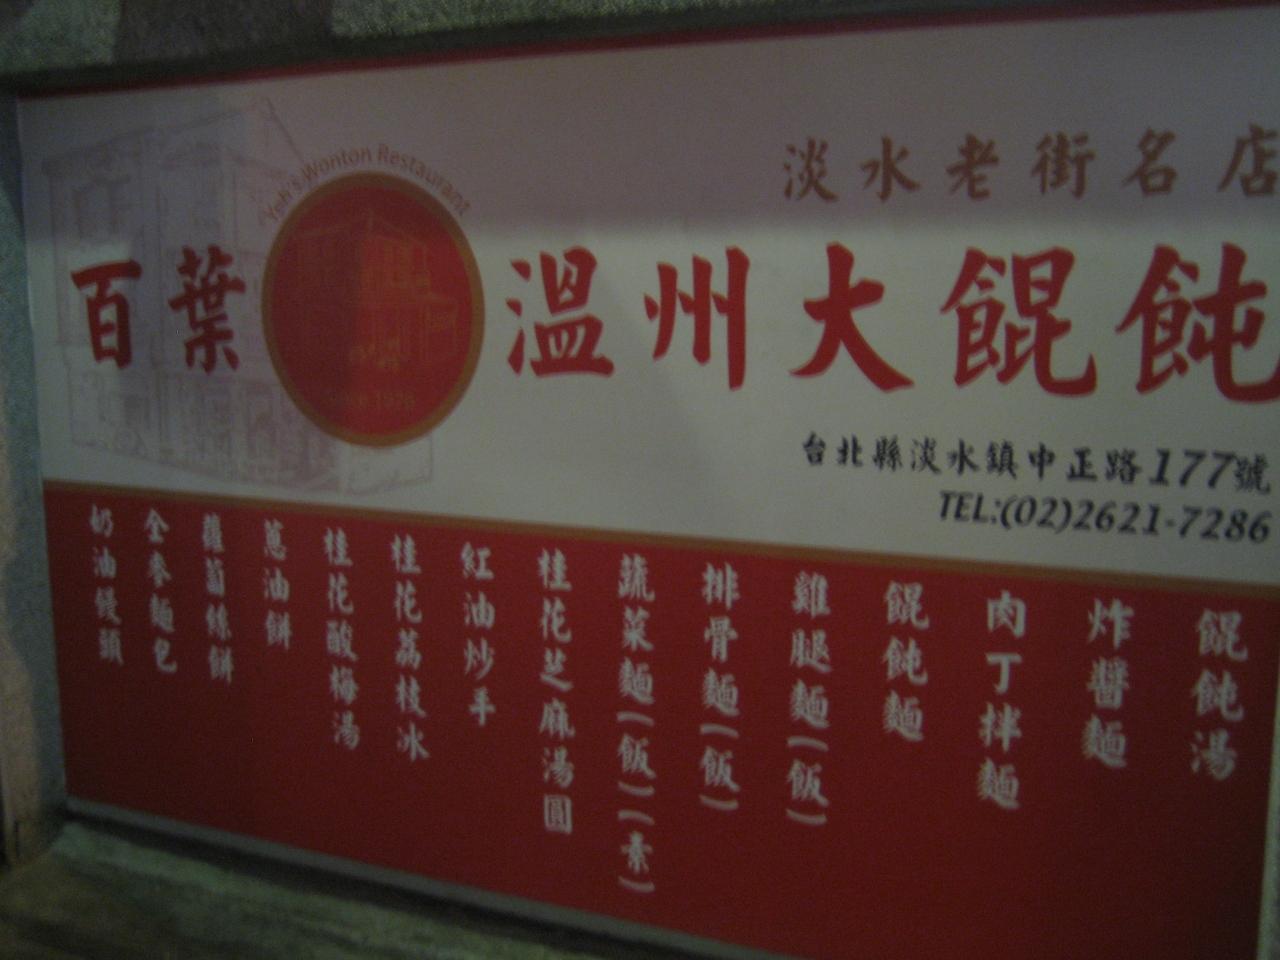 淡水老街名店
Yeh's Wonton Restaurant
百葉 溫州大餛飩
台北縣淡水鎮中正路177號
TEL:(02)2621-7286
餛飩湯
炸醬麵
肉丁拌麵
餛飩麵
雞腿麵(飯)
排骨麵(飯)
蔬菜麵(飯)(素)
桂花芝麻湯圓
紅油炒手
桂花荔枝冰
桂花酸梅湯
蔥油餅
蘿蔔絲餅
全麥麵包
奶油饅頭